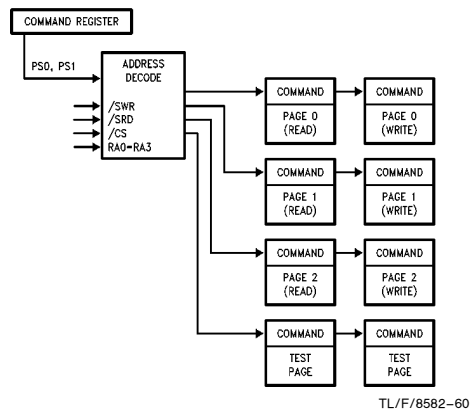 COMMAND REGISTER
PS0, PS1
ADDRESS
DECODE
/SWR
/SRD
/CS
RA0–RA3
COMMAND
PAGE 0
(READ)
COMMAND
PAGE 0
(WRITE)
COMMAND
PAGE 1
(READ)
COMMAND
PAGE 1
(WRITE)
COMMAND
PAGE 2
(READ)
COMMAND
PAGE 2
(WRITE)
COMMAND
TEST
PAGE
COMMAND
TEST
PAGE
TL/F/8582–60